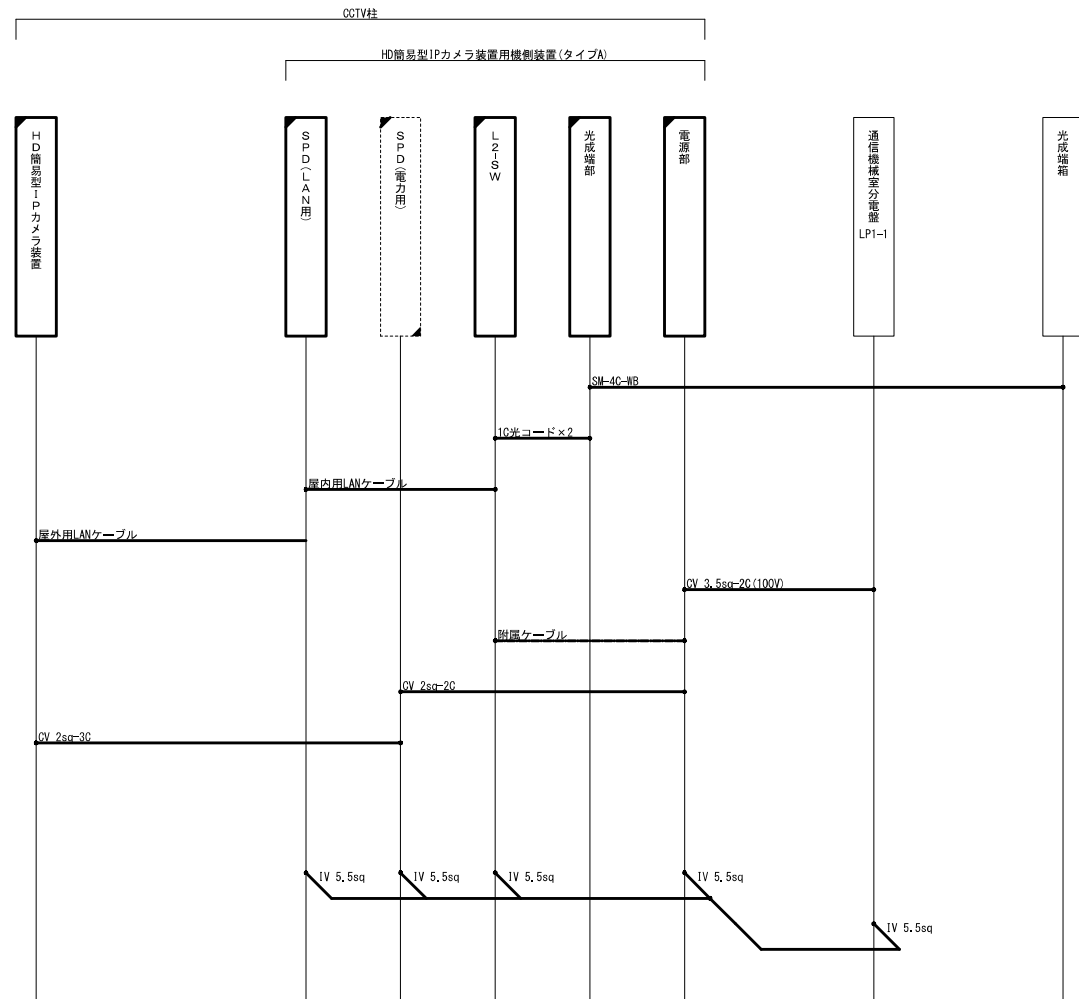 CCTV柱
HD簡易型IPカメラ装置用機側装置(タイプA)
HD簡易型IPカメラ装置
SPD(LAN用)
SPD(電力用)
L2-SW
光成端部
電源部
通信機械室分電盤
LP1-1
光成端箱
SM-4C-WB
1C光コード×2
屋内用LANケーブル
屋外用LANケーブル
CV 3.5sq-2C(100V)
附属ケーブル
CV 2sq-2C
CV 2sq-3C
IV 5.5sq
IV 5.5sq
IV 5.5sq
IV 5.5sq
IV 5.5sq